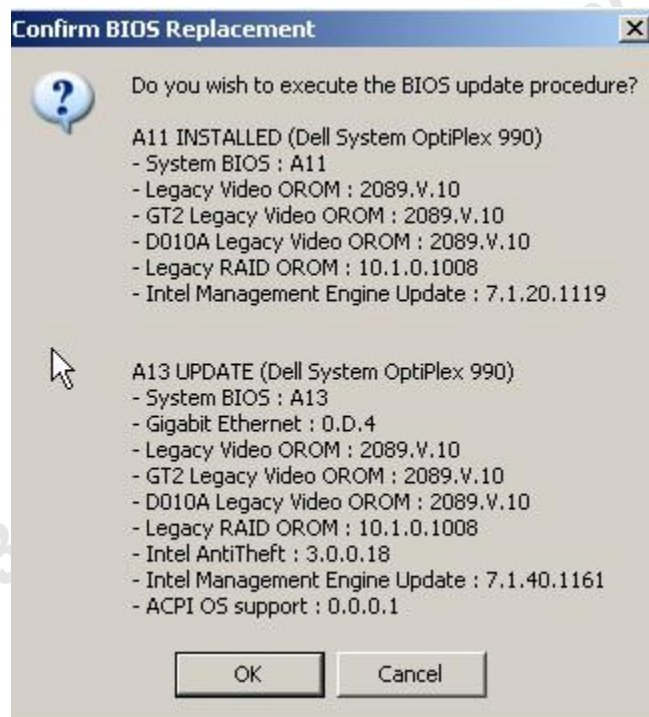 Confirm BIOS Replacement
Do you wish to execute the BIOS update procedure?
A11 INSTALLED (Dell System OptiPlex 990)
- System BIOS : A11
- Legacy Video OROM : 2089.V.10
- GT2 Legacy Video OROM : 2089.V.10
- D010A Legacy Video OROM : 2089.V.10
- Legacy RAID OROM : 10.1.0.1008
- Intel Management Engine Update : 7.1.20.1119
A13 UPDATE (Dell System OptiPlex 990)
- System BIOS : A13
- Gigabit Ethernet : 0.D.4
- Legacy Video OROM : 2089.V.10
- GT2 Legacy Video OROM : 2089.V.10
- D010A Legacy Video OROM : 2089.V.10
- Legacy RAID OROM : 10.1.0.1008
- Intel AntiTheft : 3.0.0.18
- Intel Management Engine Update : 7.1.40.1161
- ACPI OS support : 0.0.0.1
OK
Cancel